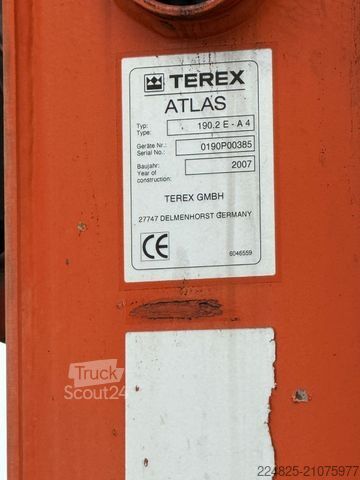 TEREX
ATLAS
Typ: 190.2 E - A 4
Type:
Geräte Nr.: 0190P00385
Serial No.:
Baujahr: 2007
Year of
construction:
TEREX GMBH
27747 DELMENHORST GERMANY
CE
6046559
Truck
Scout24
224825-21075977